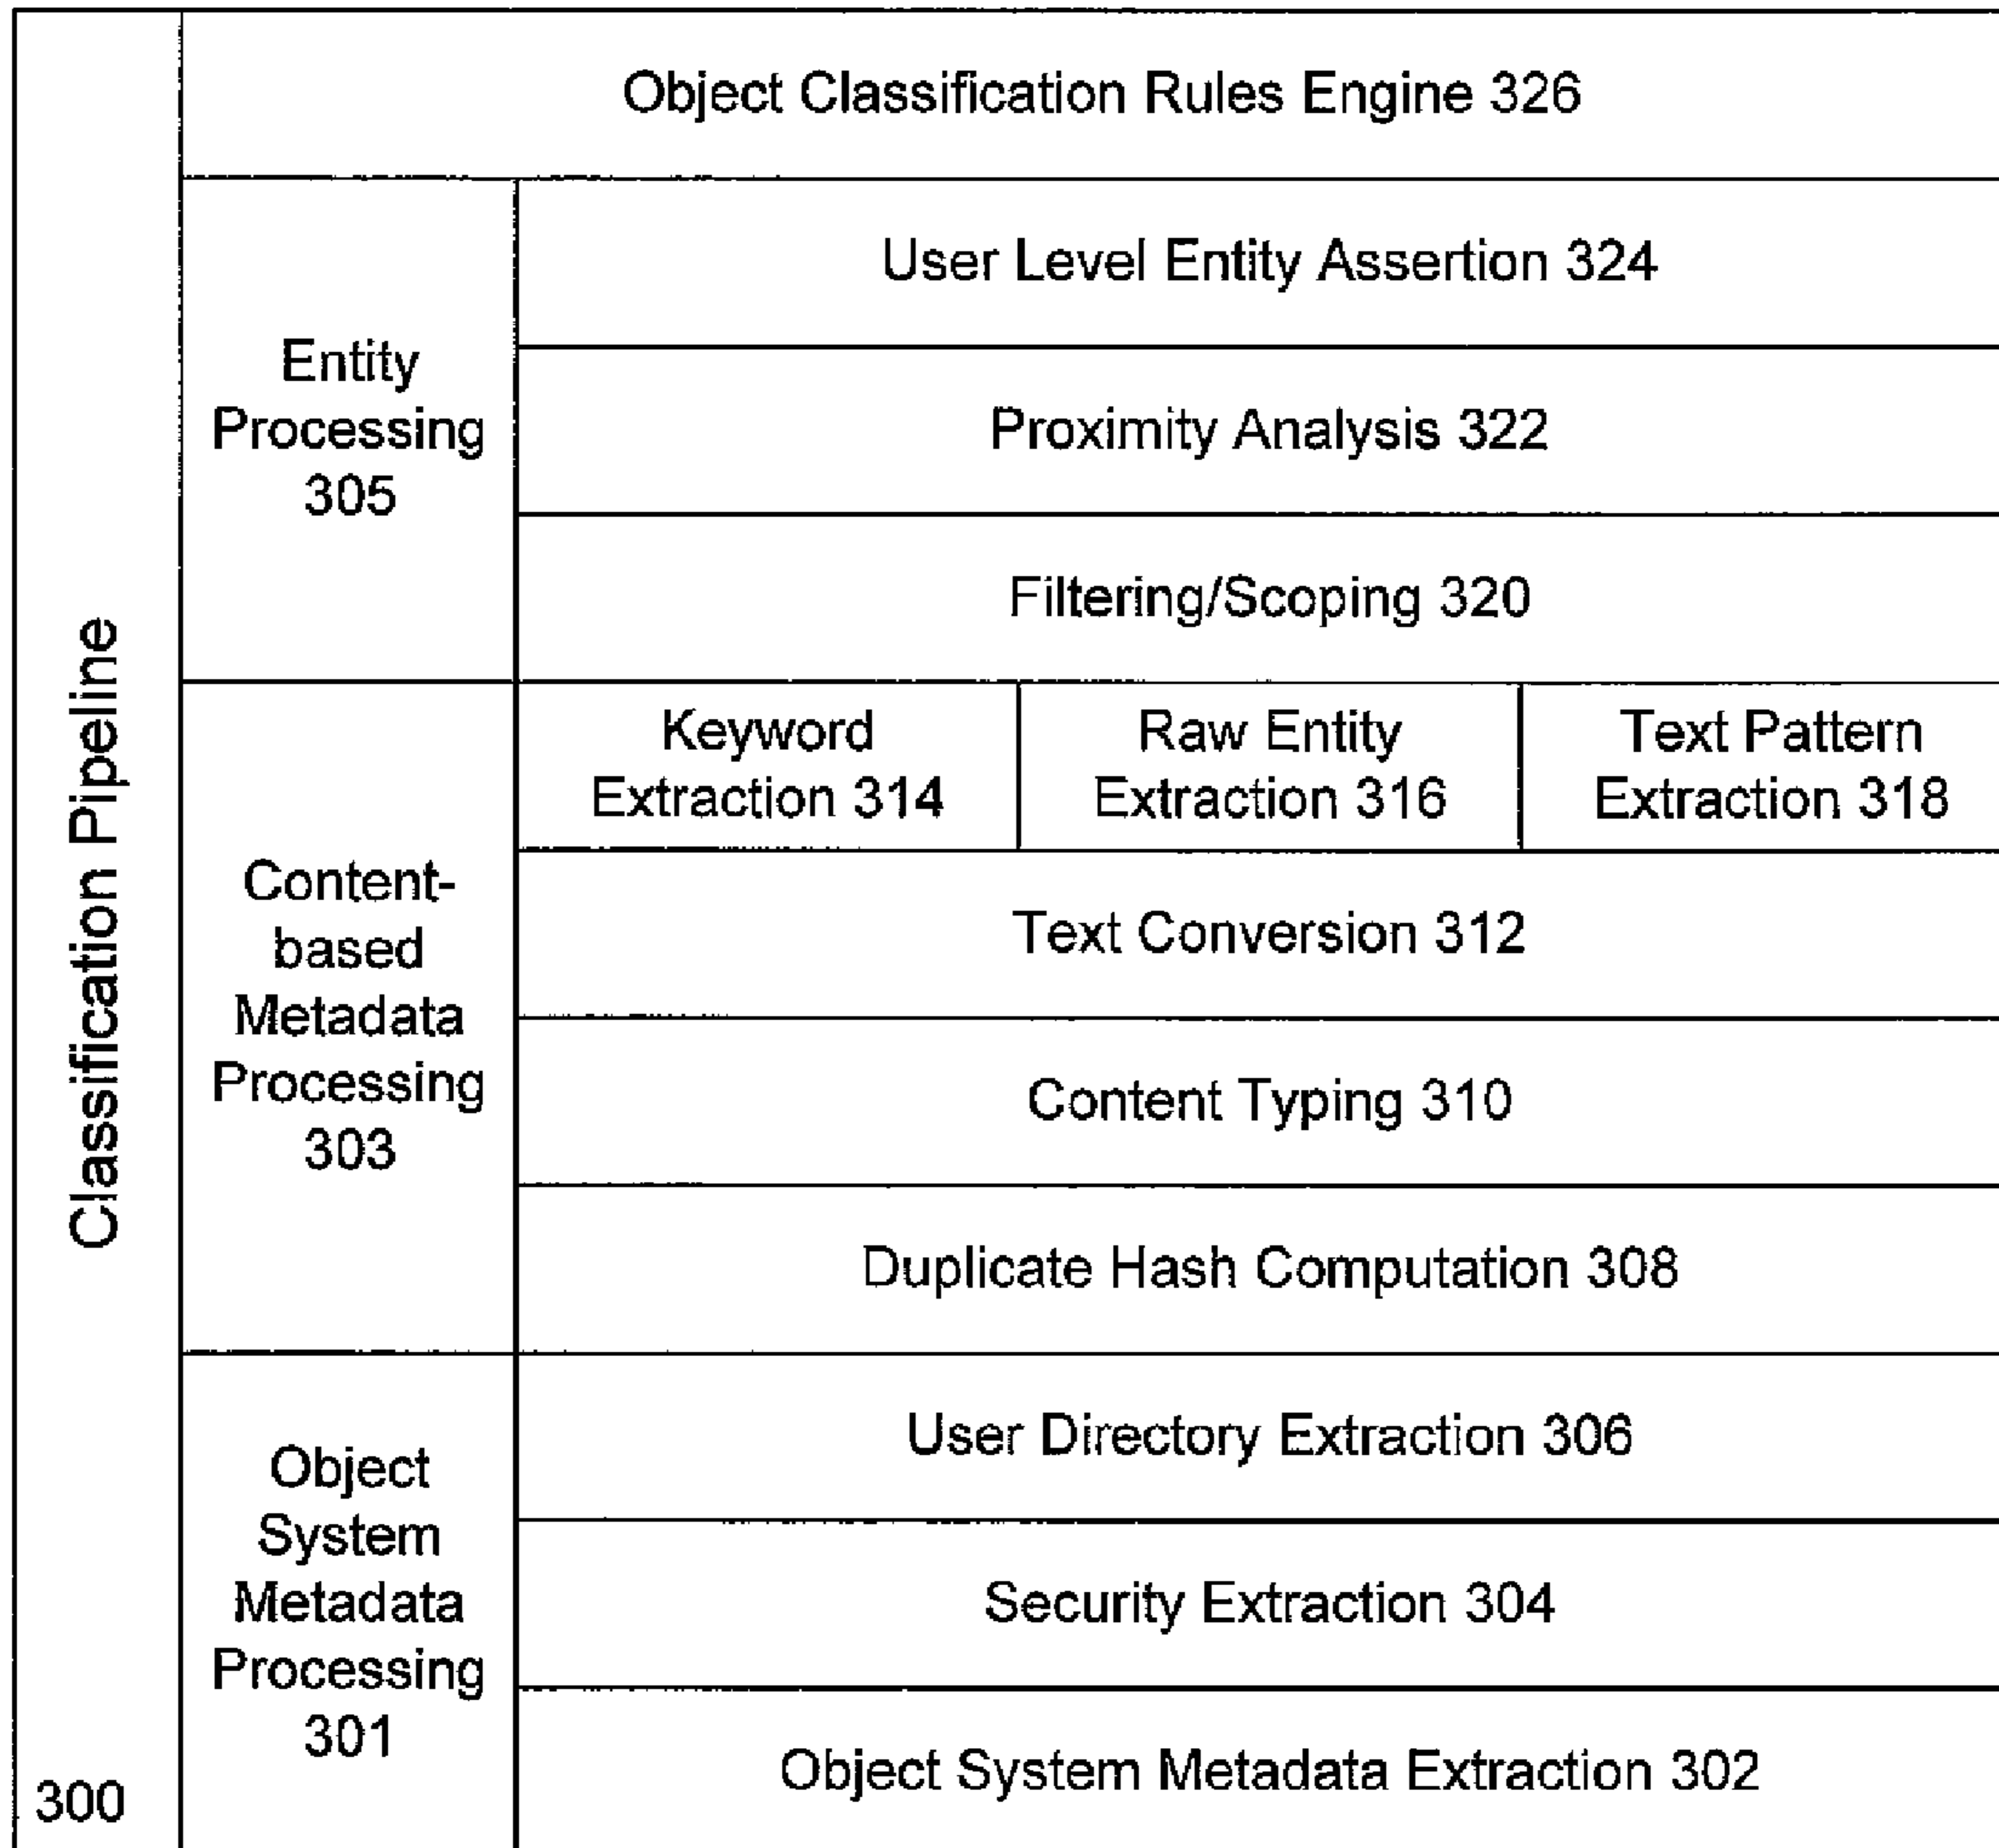 Classification Pipeline
300
Object Classification Rules Engine 326
Entity
Processing
305
User Level Entity Assertion 324
Proximity Analysis 322
Filtering/Scoping 320
Content-
based
Metadata
Processing
303
Keyword
Extraction 314
Raw Entity
Extraction 316
Text Pattern
Extraction 318
Text Conversion 312
Content Typing 310
Duplicate Hash Computation 308
Object
System
Metadata
Processing
301
User Directory Extraction 306
Security Extraction 304
Object System Metadata Extraction 302